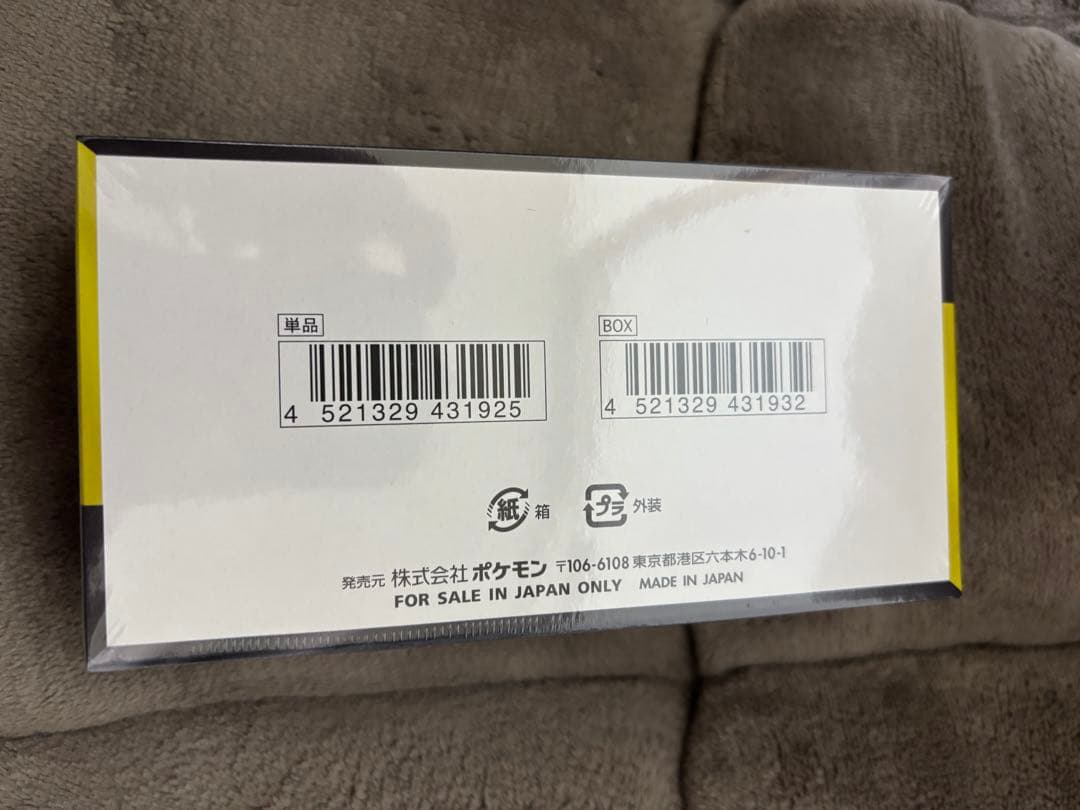 単品
4 521329 431925
BOX
4 521329 431932
紙 箱
プラ 外装
発売元 株式会社 ポケモン 〒106-6108 東京都港区六本木6-10-1
FOR SALE IN JAPAN ONLY MADE IN JAPAN